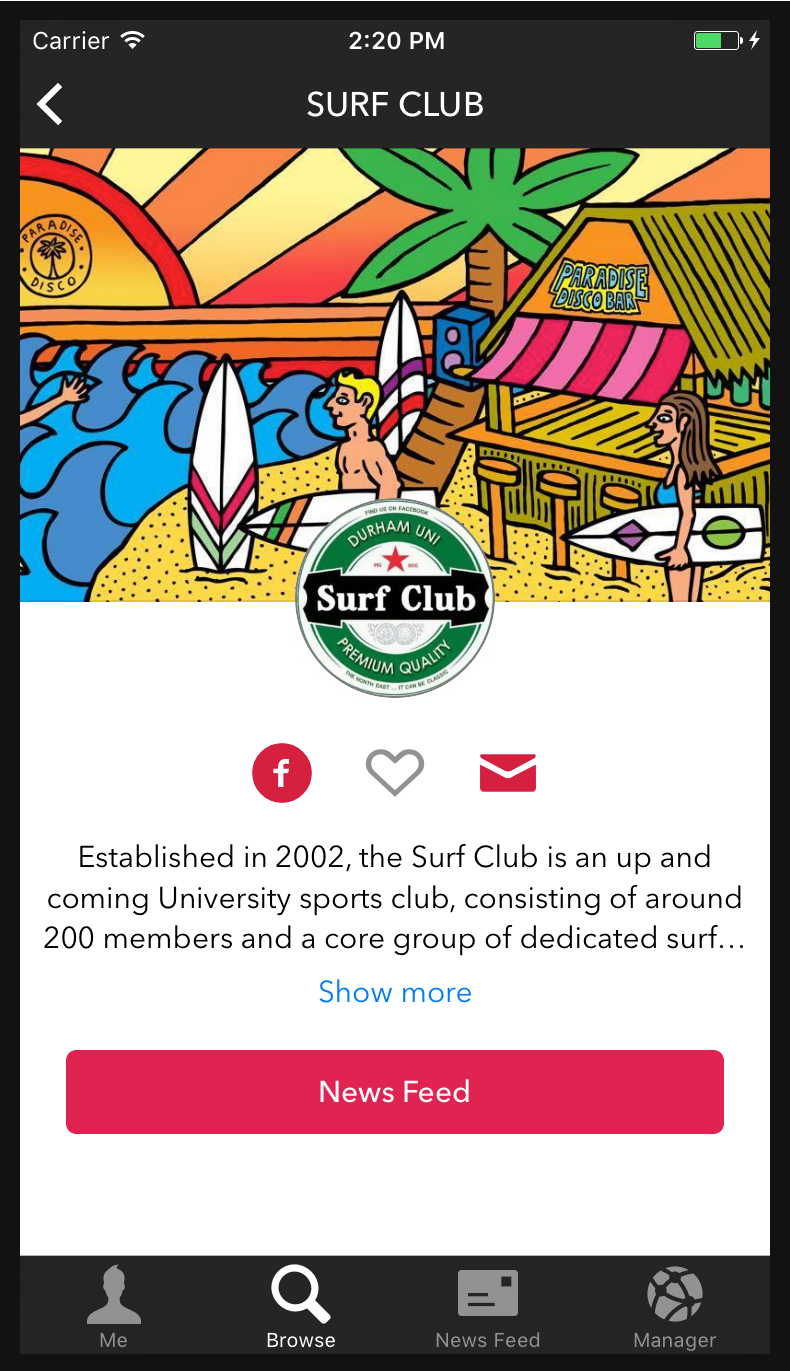 Carrier
2:20 PM
SURF CLUB
PARADISE
DISCO
PARADISE
DISCO BAR
FIND US ON FACEBOOK
DURHAM UNI
Surf Club
PREMIUM QUALITY
THE NORTH EAST ... IT CAN BE CLASSIC
f
Established in 2002, the Surf Club is an up and
coming University sports club, consisting of around
200 members and a core group of dedicated surf...
Show more
News Feed
Me
Browse
News Feed
Manager